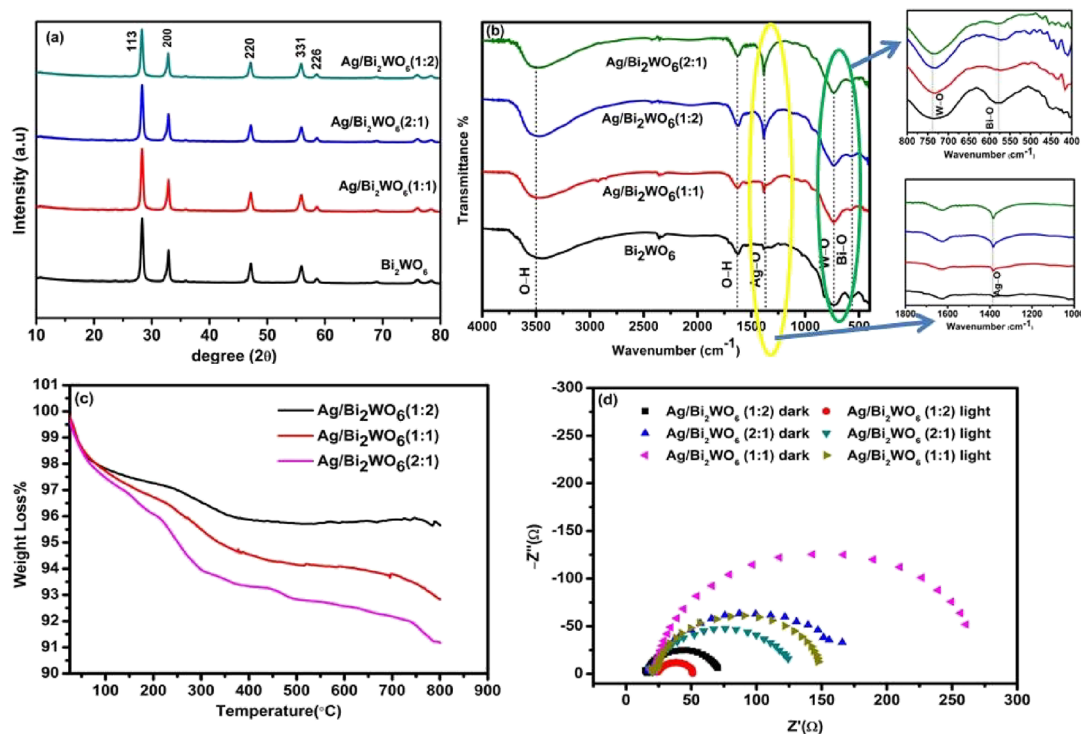 (a)
113
200
220
331
226
Ag/Bi2WO6(1:2)
Ag/Bi2WO6(2:1)
Ag/Bi2WO6(1:1)
Bi2WO6
Intensity (a.u)
10 20 30 40 50 60 70 80
degree (2θ)
(b)
Ag/Bi2WO6(2:1)
Ag/Bi2WO6(1:2)
Ag/Bi2WO6(1:1)
Bi2WO6
O–H
O–H
Ag–O
W–O
Bi–O
Transmittance %
4000 3500 3000 2500 2000 1500 1000 500
Wavenumber (cm-1)
W–O
Bi–O
800 750 700 650 600 550 500 450 400
Wavenumber (cm-1)
Ag–O
1800 1600 1400 1200 1000
Wavenumber (cm-1)
(c)
Ag/Bi2WO6(1:2)
Ag/Bi2WO6(1:1)
Ag/Bi2WO6(2:1)
101
100
99
98
97
96
95
94
93
92
91
90
Weight Loss%
100 200 300 400 500 600 700 800 900
Temperature(°C)
(d)
Ag/Bi2WO6 (1:2) dark
Ag/Bi2WO6 (1:2) light
Ag/Bi2WO6 (2:1) dark
Ag/Bi2WO6 (2:1) light
Ag/Bi2WO6 (1:1) dark
Ag/Bi2WO6 (1:1) light
-300
-250
-200
-150
-100
-50
0
–Z''(Ω)
-50 0 50 100 150 200 250 300
Z'(Ω)